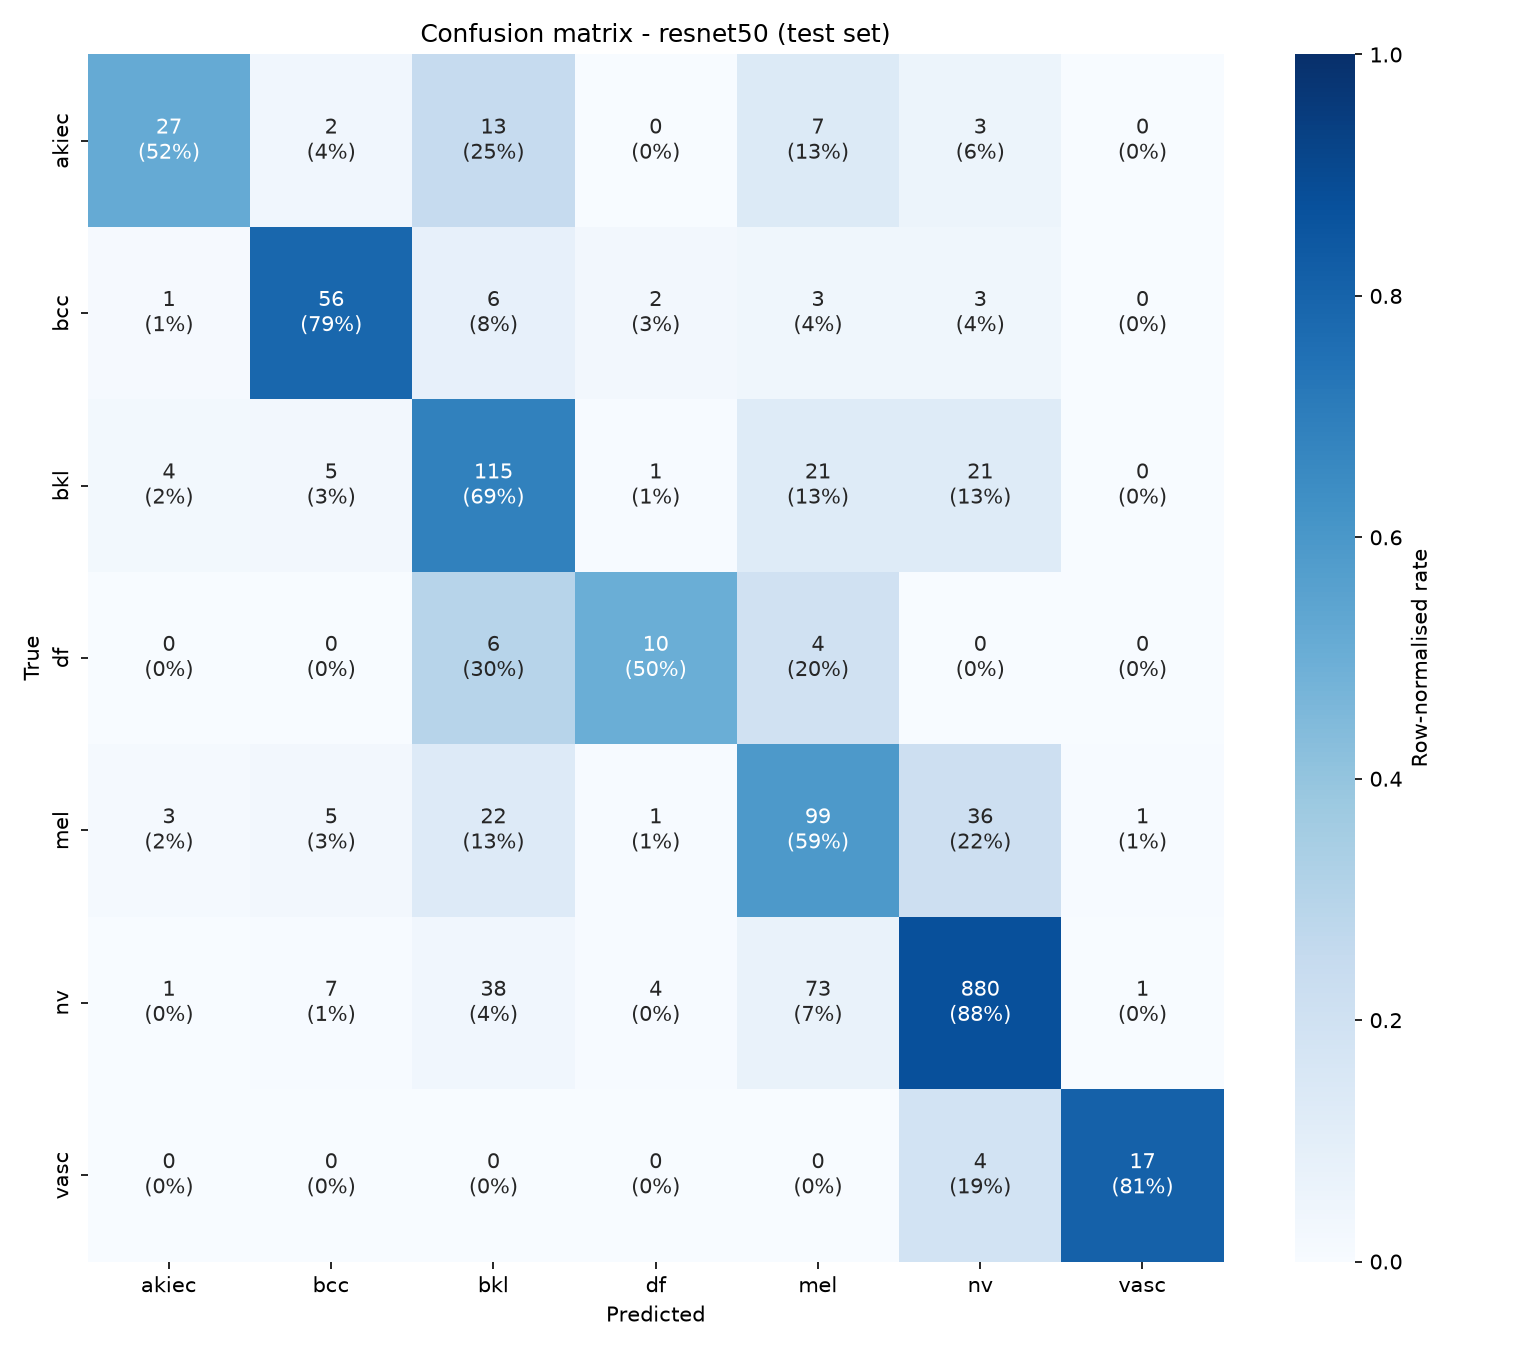 Confusion matrix - resnet50 (test set)
True
akiec
27 2 13 0 7 3 0
(52%) (4%) (25%) (0%) (13%) (6%) (0%)
bcc
1 56 6 2 3 3 0
(1%) (79%) (8%) (3%) (4%) (4%) (0%)
bkl
4 5 115 1 21 21 0
(2%) (3%) (69%) (1%) (13%) (13%) (0%)
df
0 0 6 10 4 0 0
(0%) (0%) (30%) (50%) (20%) (0%) (0%)
mel
3 5 22 1 99 36 1
(2%) (3%) (13%) (1%) (59%) (22%) (1%)
nv
1 7 38 4 73 880 1
(0%) (1%) (4%) (0%) (7%) (88%) (0%)
vasc
0 0 0 0 0 4 17
(0%) (0%) (0%) (0%) (0%) (19%) (81%)
akiec bcc bkl df mel nv vasc
Predicted
1.0
0.8
0.6
0.4
0.2
0.0
Row-normalised rate